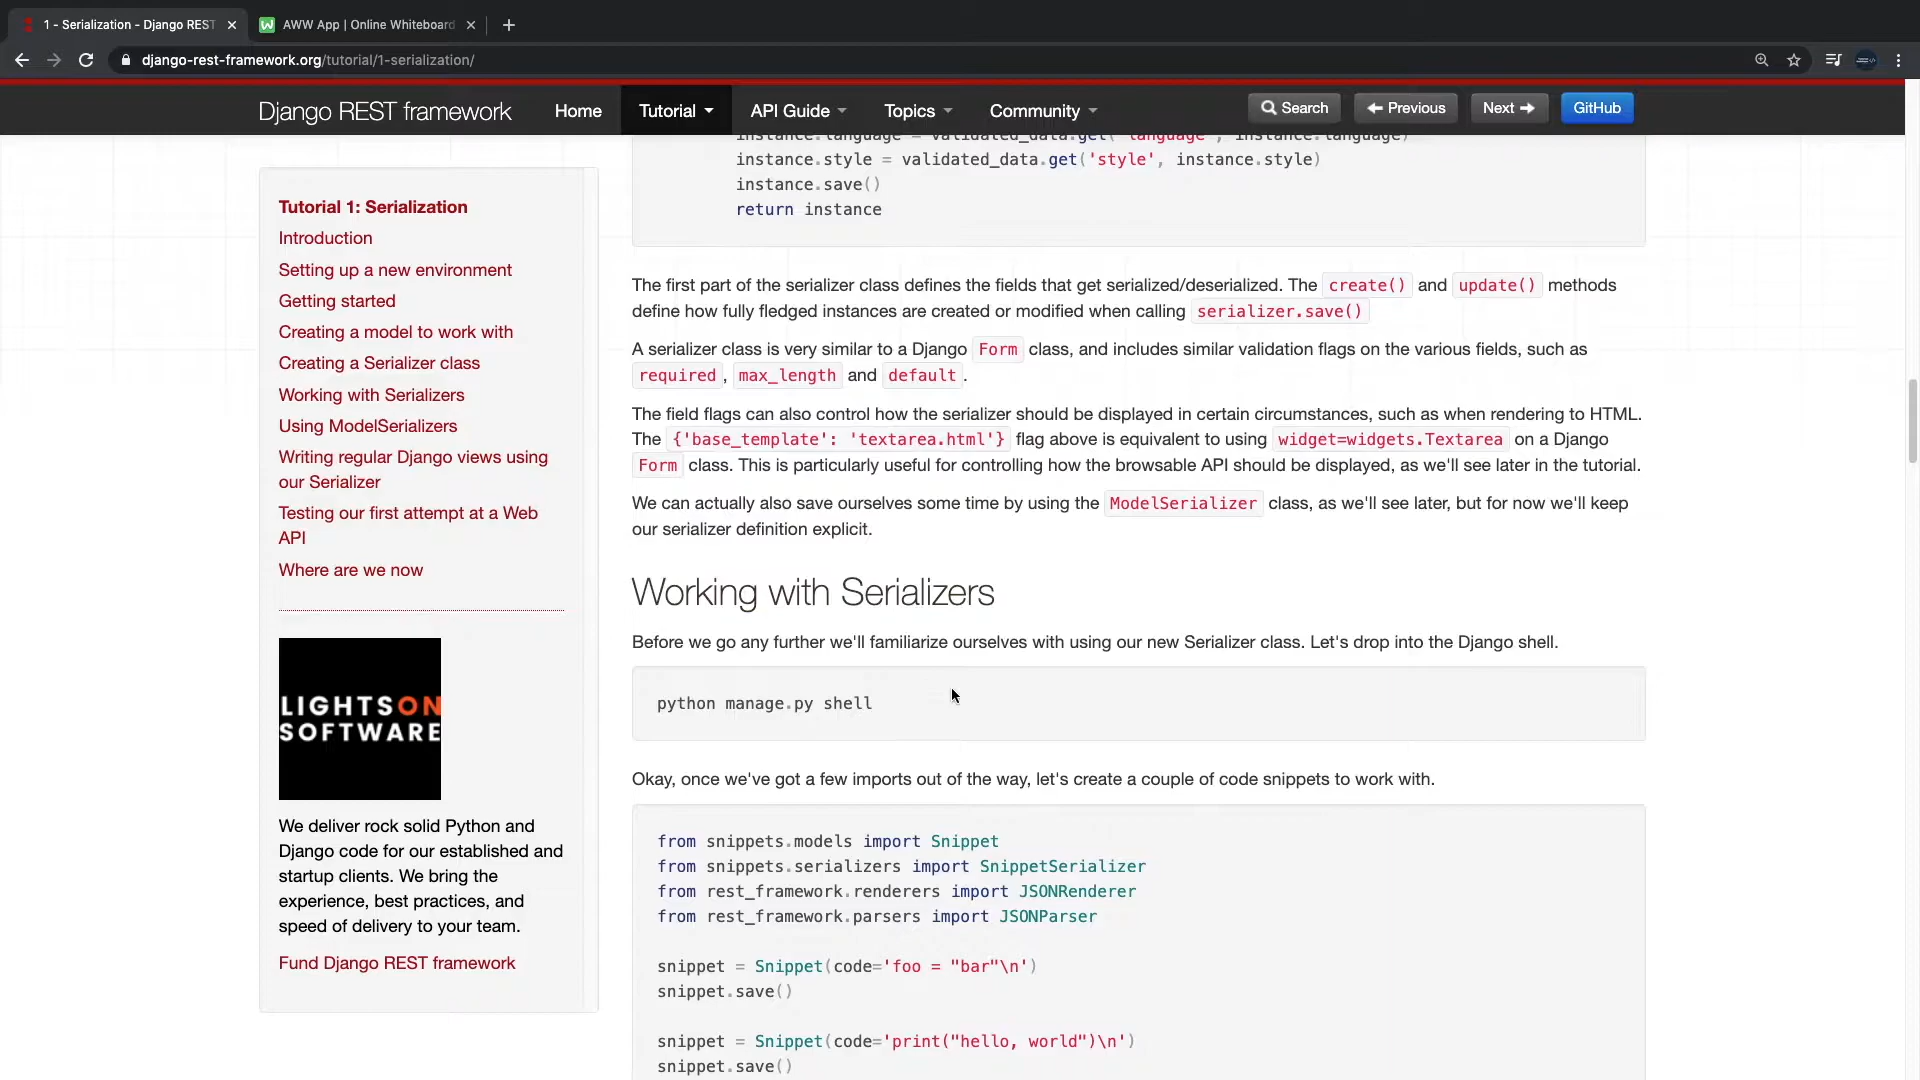 1 - Serialization - Django REST
AWW App | Online Whiteboard
django-rest-framework.org/tutorial/1-serialization/
Django REST framework
Home
Tutorial
API Guide
Topics
Community
Search
Previous
Next
GitHub
Tutorial 1: Serialization
Introduction
Setting up a new environment
Getting started
Creating a model to work with
Creating a Serializer class
Working with Serializers
Using ModelSerializers
Writing regular Django views using
our Serializer
Testing our first attempt at a Web
API
Where are we now
LIGHTSON
SOFTWARE
We deliver rock solid Python and
Django code for our established and
startup clients. We bring the
experience, best practices, and
speed of delivery to your team.
Fund Django REST framework
instance.language = validated_data.get('language', instance.language)
instance.style = validated_data.get('style', instance.style)
instance.save()
return instance
The first part of the serializer class defines the fields that get serialized/deserialized. The create() and update() methods
define how fully fledged instances are created or modified when calling serializer.save()
A serializer class is very similar to a Django Form class, and includes similar validation flags on the various fields, such as
required, max_length and default.
The field flags can also control how the serializer should be displayed in certain circumstances, such as when rendering to HTML.
The {'base_template': 'textarea.html'} flag above is equivalent to using widget=widgets.Textarea on a Django
Form class. This is particularly useful for controlling how the browsable API should be displayed, as we'll see later in the tutorial.
We can actually also save ourselves some time by using the ModelSerializer class, as we'll see later, but for now we'll keep
our serializer definition explicit.
Working with Serializers
Before we go any further we'll familiarize ourselves with using our new Serializer class. Let's drop into the Django shell.
python manage.py shell
Okay, once we've got a few imports out of the way, let's create a couple of code snippets to work with.
from snippets.models import Snippet
from snippets.serializers import SnippetSerializer
from rest_framework.renderers import JSONRenderer
from rest_framework.parsers import JSONParser
snippet = Snippet(code='foo = "bar"\n')
snippet.save()
snippet = Snippet(code='print("hello, world")\n')
snippet.save()